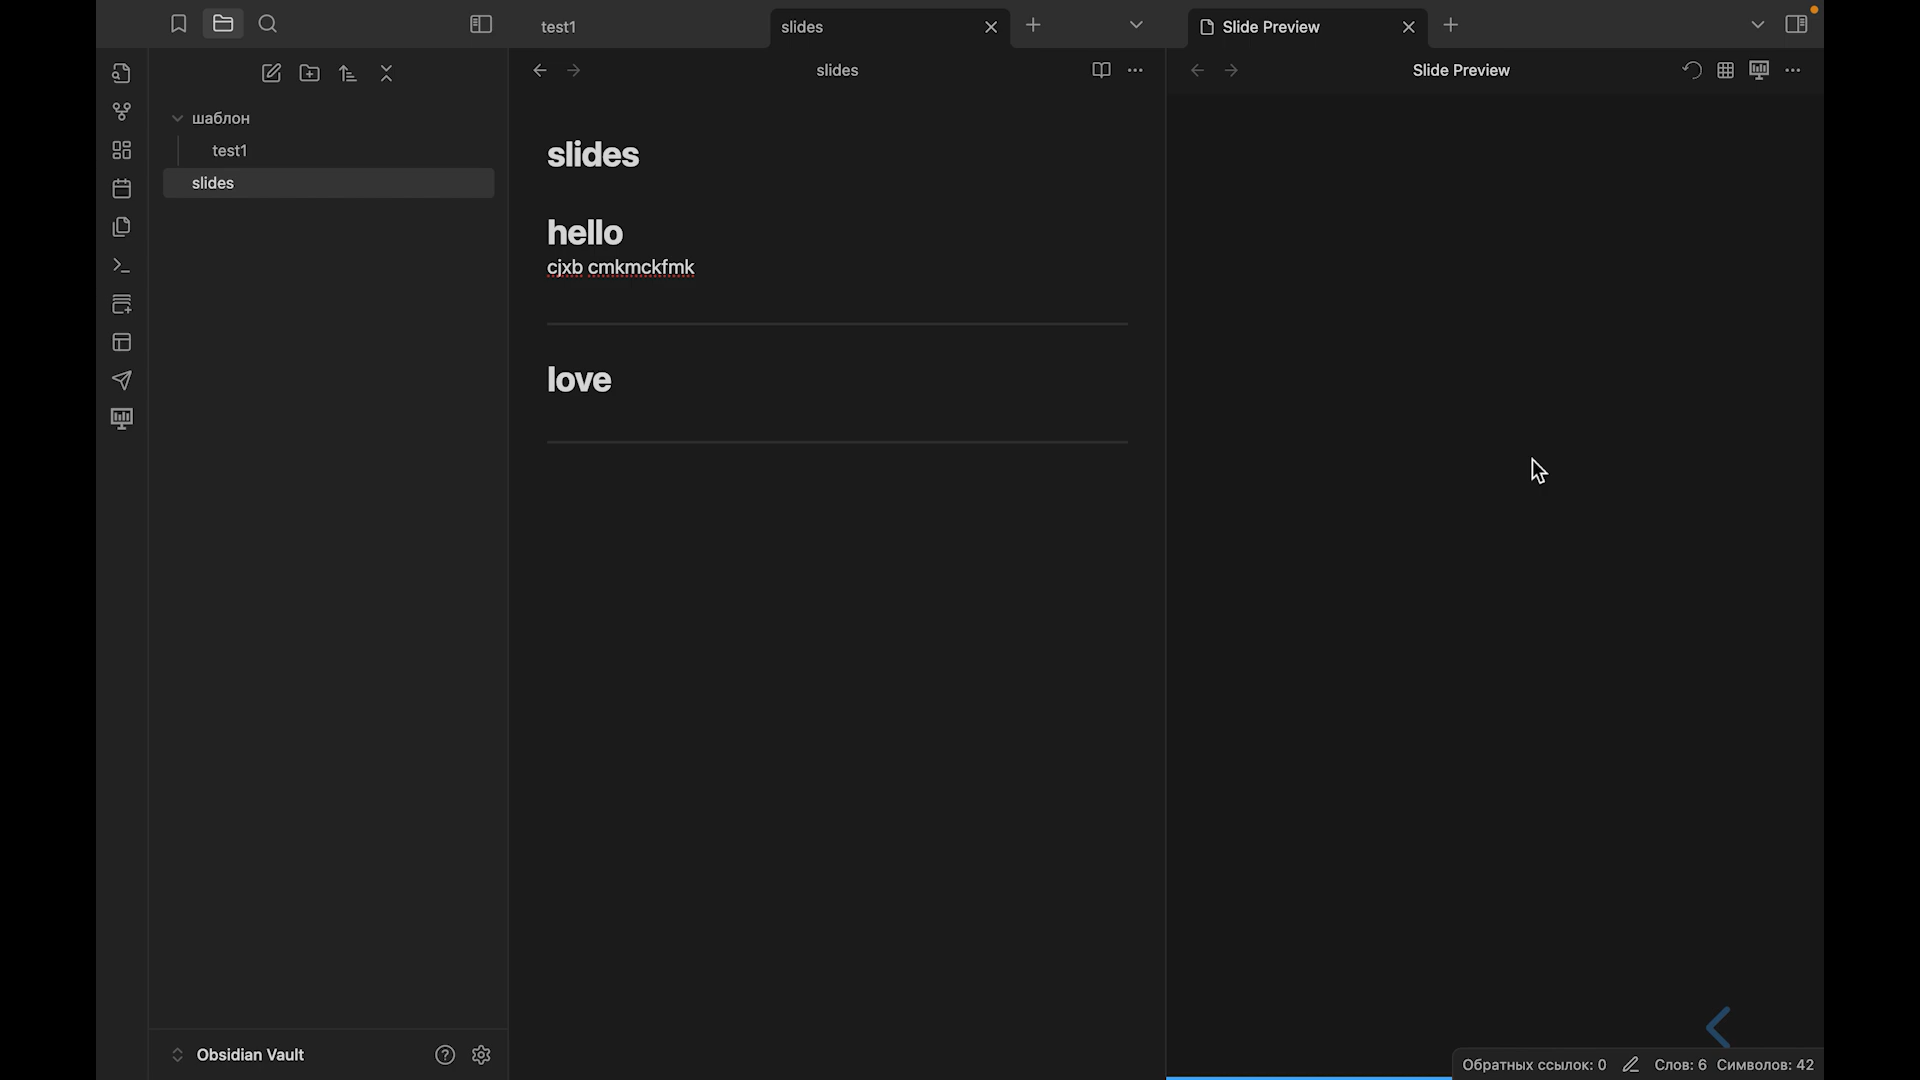 test1
slides
Slide Preview
slides
Slide Preview
шаблон
test1
slides
slides
hello
cjxb cmkmckfmk
love
Obsidian Vault
Обратных ссылок: 0
Слов: 6
Символов: 42